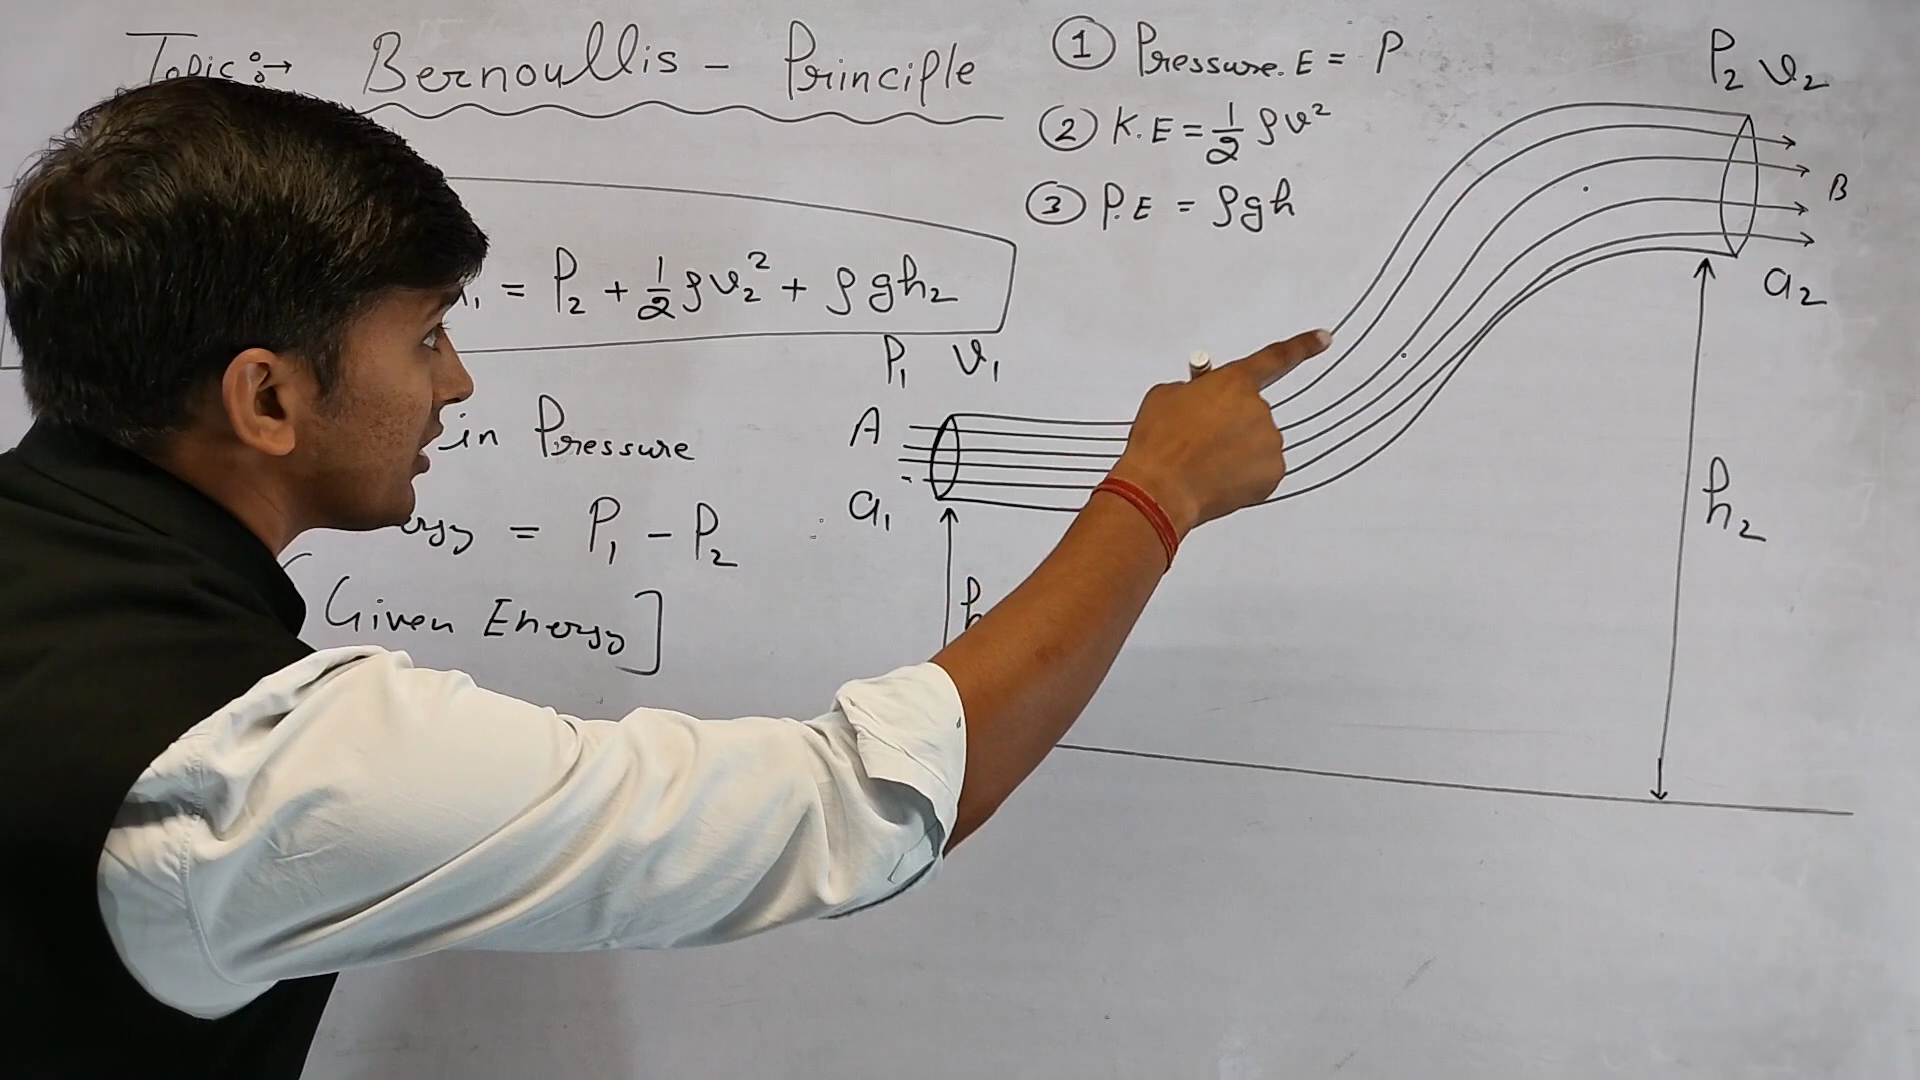 Topic :→ Bernoullis - Principle
① Pressure.E = P
② K.E = 1/2 ρv²
③ P.E = ρgh
P₂ v₂
B
a₂
h₂
= P₂ + 1/2 ρv₂² + ρgh₂
P₁ v₁
A
a₁
in Pressure
= P₁ - P₂
[Given Energy]